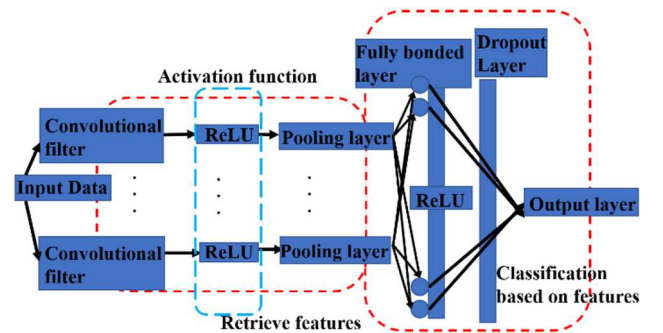 Activation function
Convolutional
filter
ReLU
Pooling layer
Input Data
Convolutional
filter
ReLU
Pooling layer
Retrieve features
Fully bonded
layer
Dropout
Layer
ReLU
Output layer
Classification
based on features